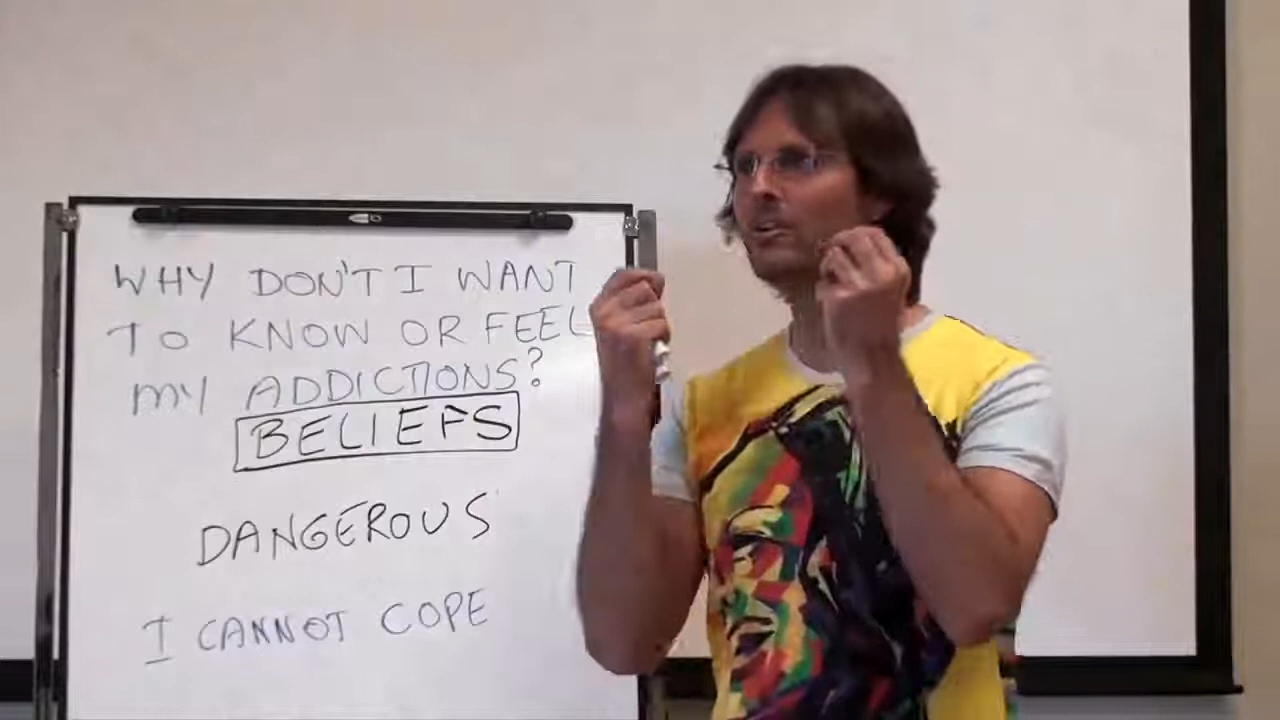 WHY DON'T I WANT
TO KNOW OR FEEL
MY ADDICTIONS?
BELIEFS
DANGEROUS
I CANNOT COPE